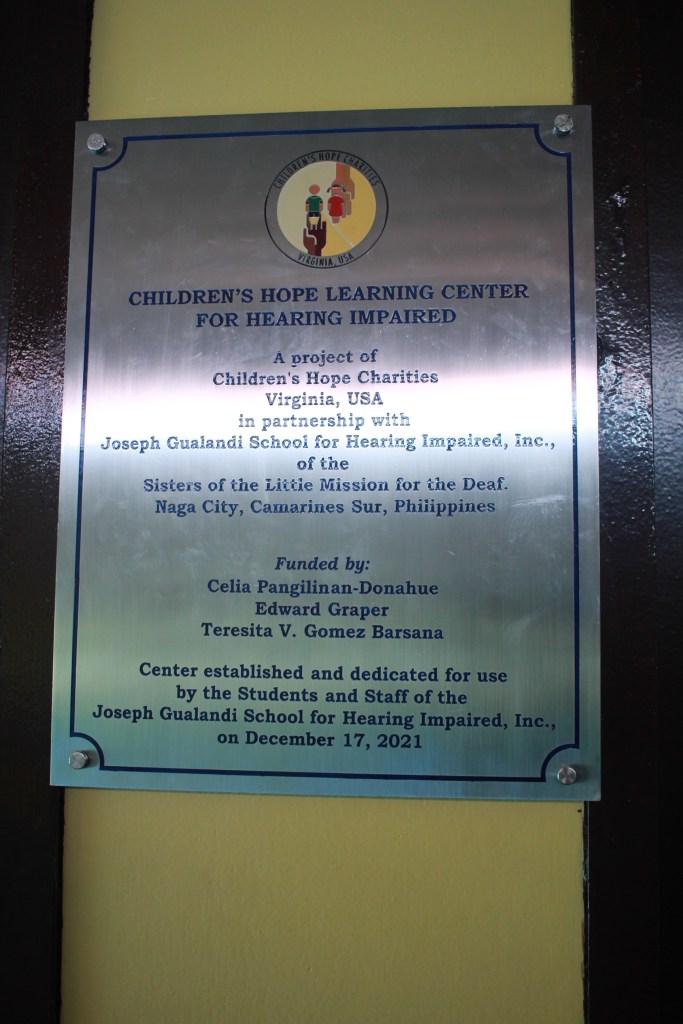 CHILDREN'S HOPE CHARITIES
VIRGINIA, USA
CHILDREN'S HOPE LEARNING CENTER
FOR HEARING IMPAIRED
A project of
Children's Hope Charities
Virginia, USA
in partnership with
Joseph Gualandi School for Hearing Impaired, Inc.,
of the
Sisters of the Little Mission for the Deaf.
Naga City, Camarines Sur, Philippines
Funded by:
Celia Pangilinan-Donahue
Edward Graper
Teresita V. Gomez Barsana
Center established and dedicated for use
by the Students and Staff of the
Joseph Gualandi School for Hearing Impaired, Inc.,
on December 17, 2021